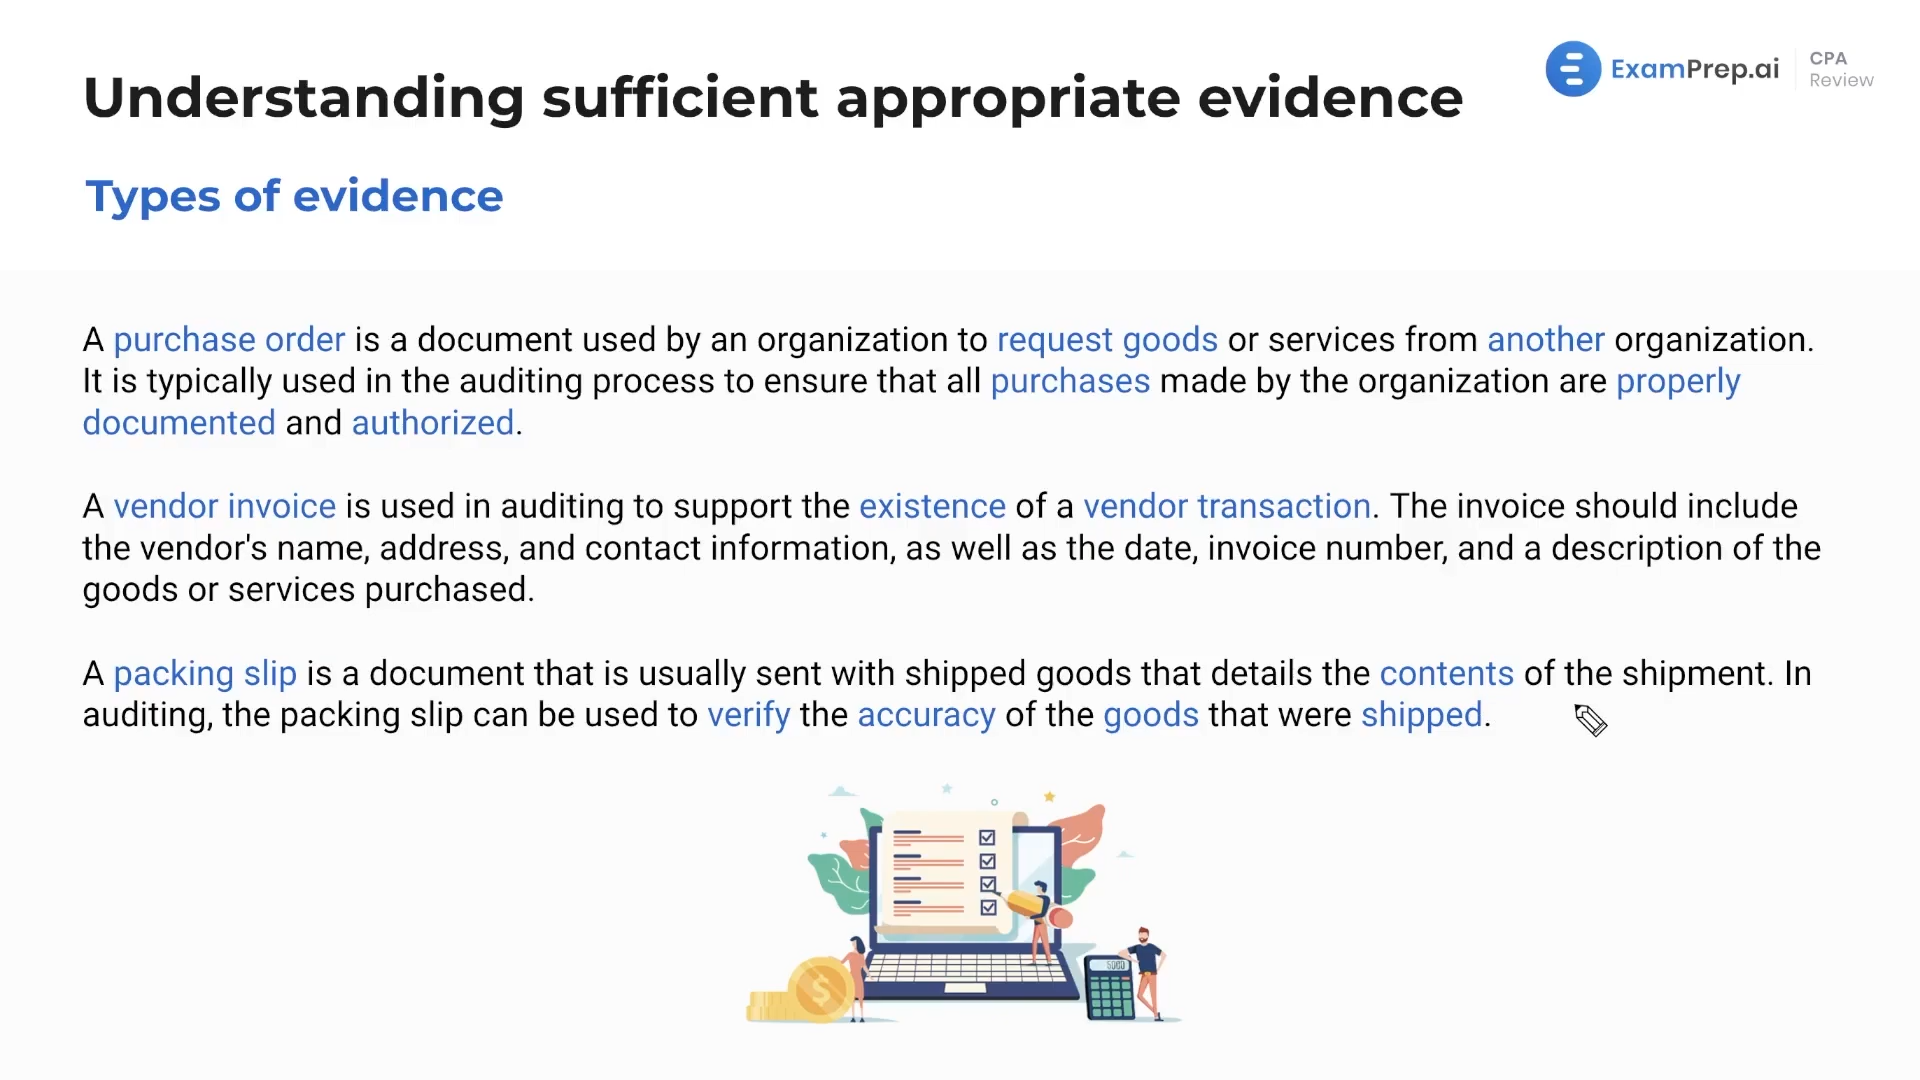 Understanding sufficient appropriate evidence
ExamPrep.ai
CPA
Review
Types of evidence
A purchase order is a document used by an organization to request goods or services from another organization.
It is typically used in the auditing process to ensure that all purchases made by the organization are properly
documented and authorized.
A vendor invoice is used in auditing to support the existence of a vendor transaction. The invoice should include
the vendor's name, address, and contact information, as well as the date, invoice number, and a description of the
goods or services purchased.
A packing slip is a document that is usually sent with shipped goods that details the contents of the shipment. In
auditing, the packing slip can be used to verify the accuracy of the goods that were shipped.
$